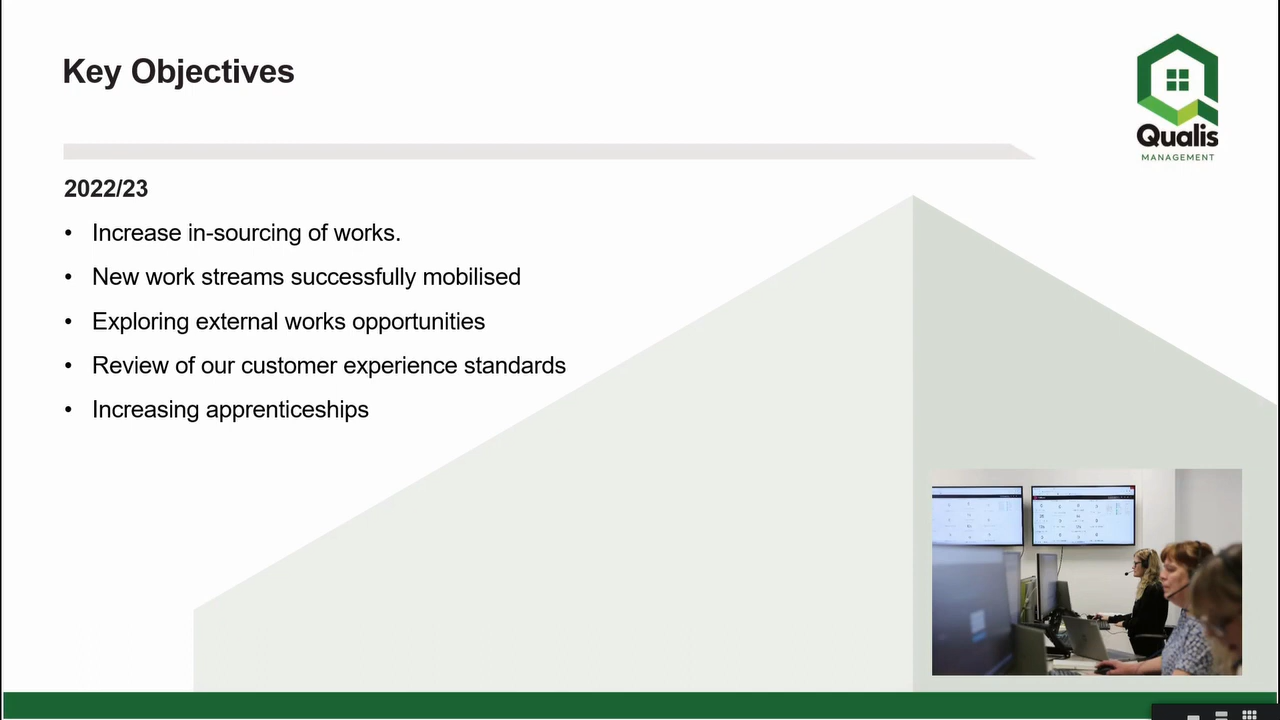 Key Objectives
Qualis
MANAGEMENT
2022/23
• Increase in-sourcing of works.
• New work streams successfully mobilised
• Exploring external works opportunities
• Review of our customer experience standards
• Increasing apprenticeships